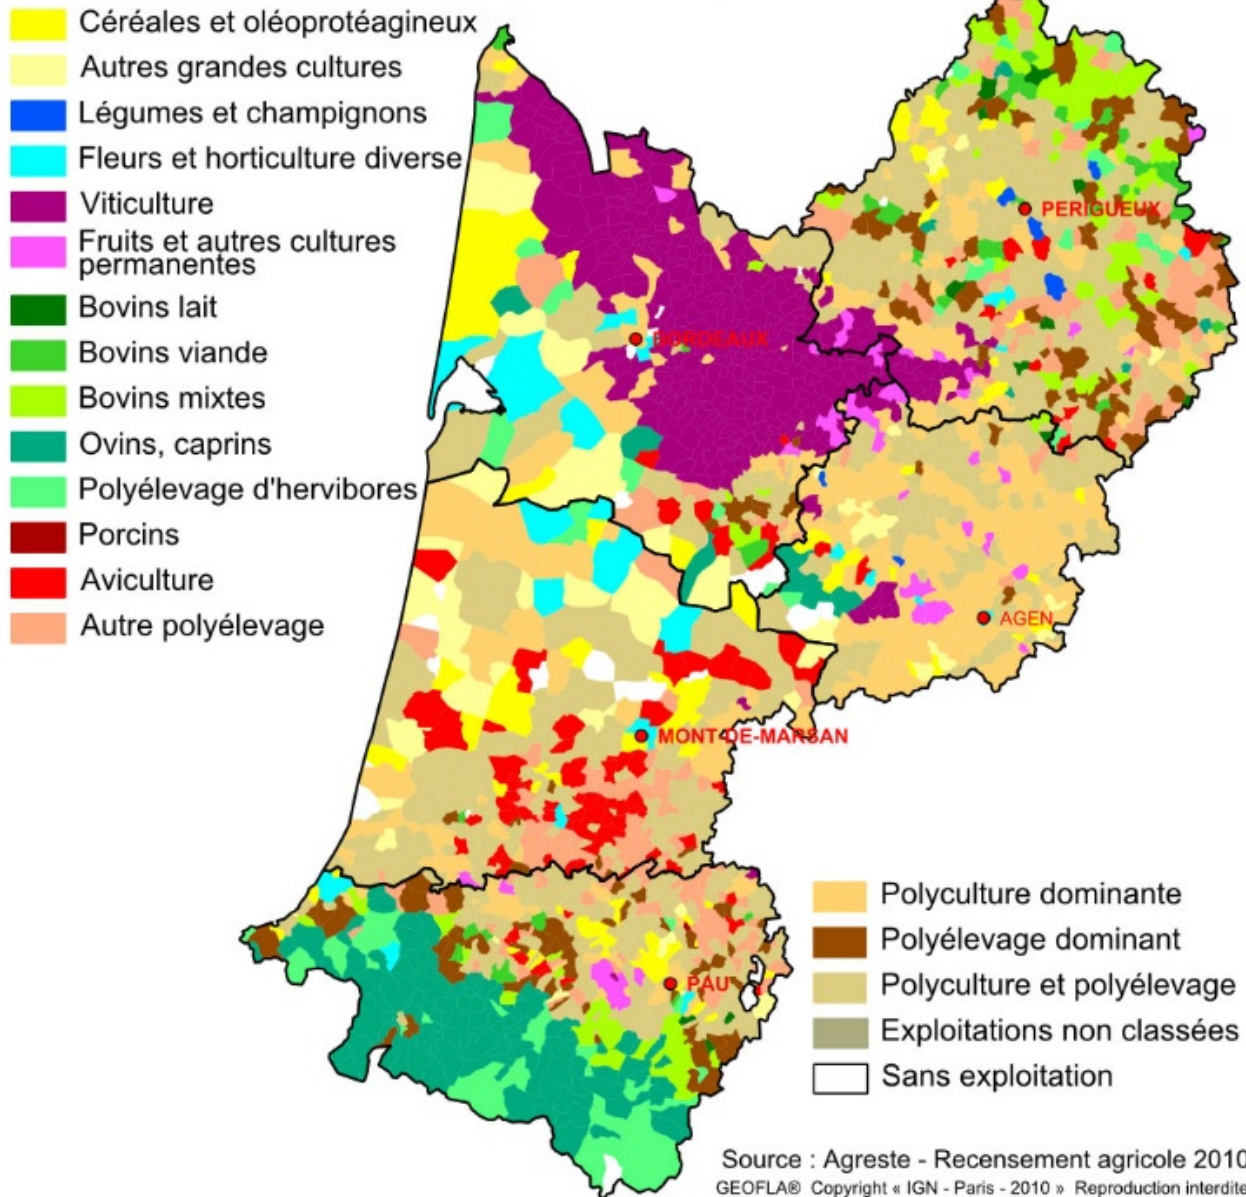 Céréales et oléoprotéagineux
Autres grandes cultures
Légumes et champignons
Fleurs et horticulture diverse
Viticulture
Fruits et autres cultures
permanentes
Bovins lait
Bovins viande
Bovins mixtes
Ovins, caprins
Polyélevage d'hervibores
Porcins
Aviculture
Autre polyélevage
PERIGUEUX
BORDEAUX
AGEN
MONT-DE-MARSAN
PAU
Polyculture dominante
Polyélevage dominant
Polyculture et polyélevage
Exploitations non classées
Sans exploitation
Source : Agreste - Recensement agricole 2010
GEOFLA® Copyright « IGN - Paris - 2010 » Reproduction interdite